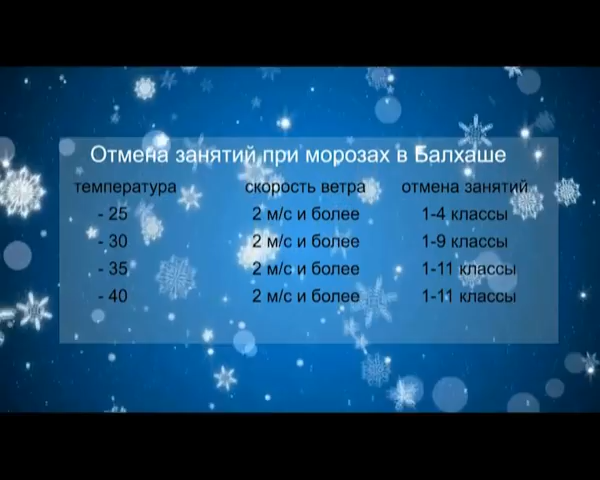 Отмена занятий при морозах в Балхаше
температура скорость ветра отмена занятий
- 25 2 м/с и более 1-4 классы
- 30 2 м/с и более 1-9 классы
- 35 2 м/с и более 1-11 классы
- 40 2 м/с и более 1-11 классы